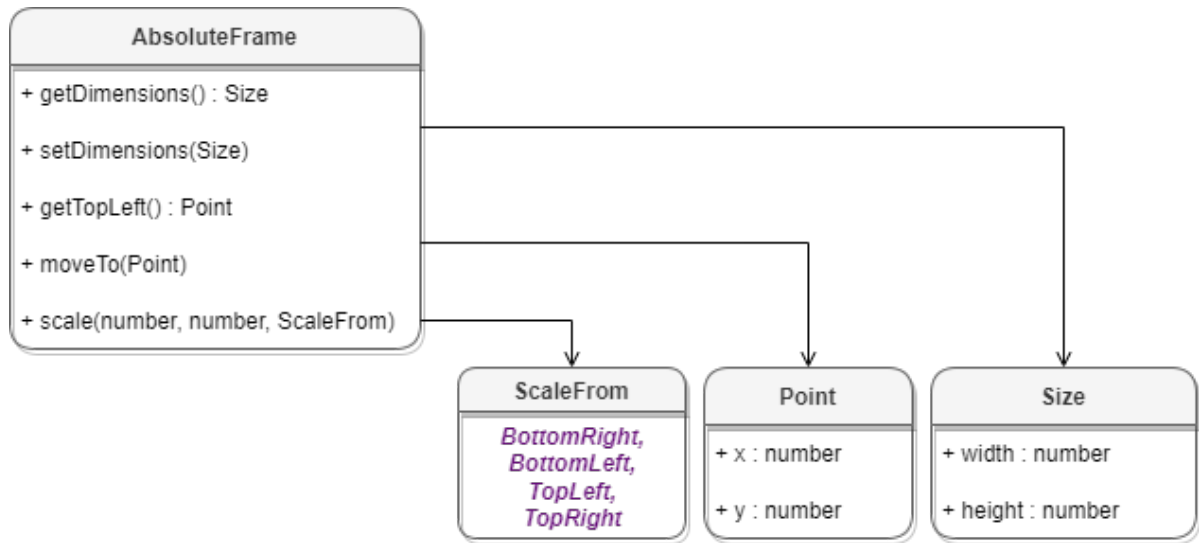 AbsoluteFrame
+ getDimensions() : Size
+ setDimensions(Size)
+ getTopLeft() : Point
+ moveTo(Point)
+ scale(number, number, ScaleFrom)
ScaleFrom
BottomRight,
BottomLeft,
TopLeft,
TopRight
Point
+ x : number
+ y : number
Size
+ width : number
+ height : number